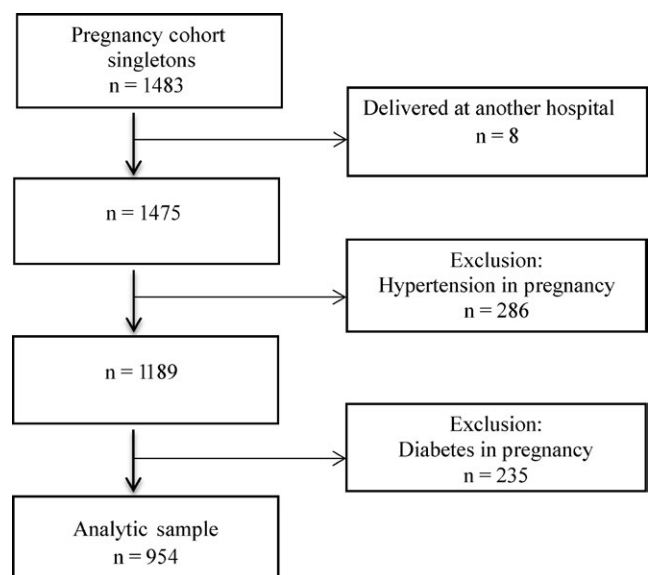 Pregnancy cohort
singletons
n = 1483
Delivered at another hospital
n = 8
n = 1475
Exclusion:
Hypertension in pregnancy
n = 286
n = 1189
Exclusion:
Diabetes in pregnancy
n = 235
Analytic sample
n = 954